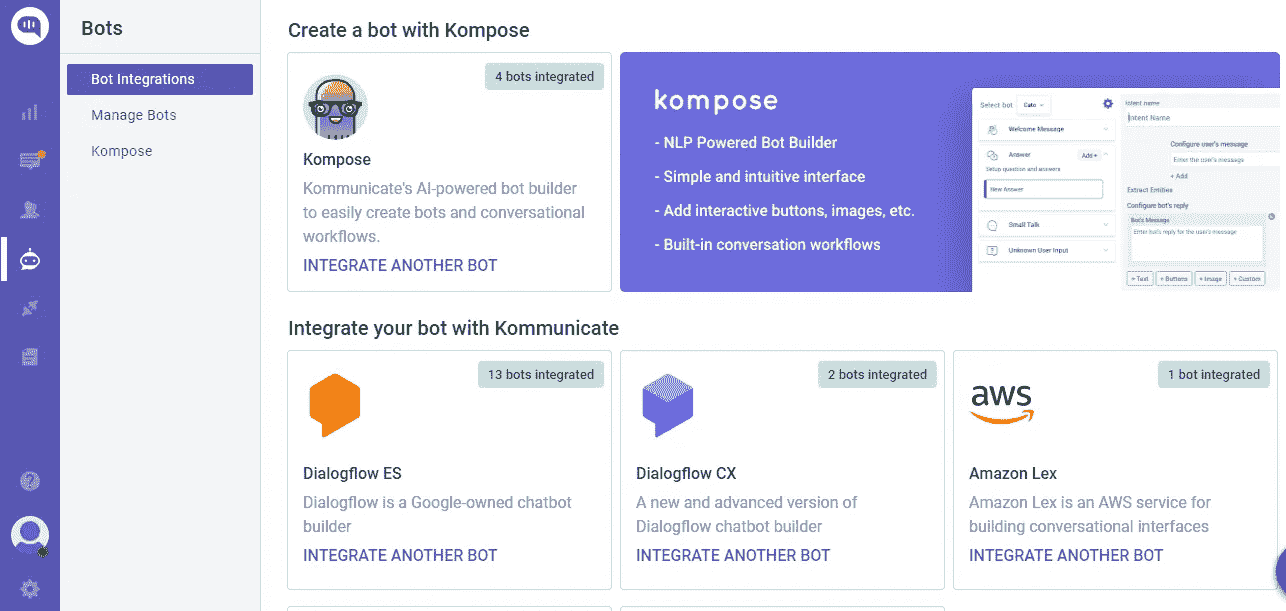 Bots
Bot Integrations
Manage Bots
Kompose
Create a bot with Kompose
4 bots integrated
Kompose
Kommunicate's AI-powered bot builder
to easily create bots and conversational
workflows.
INTEGRATE ANOTHER BOT
kompose
- NLP Powered Bot Builder
- Simple and intuitive interface
- Add interactive buttons, images, etc.
- Built-in conversation workflows
Select bot Cato
Welcome Message
Answer Add +
Setup question and answers
New Answer
Small Talk
Unknown User Input
Intent name
Intent Name
Configure user's message
Enter the user's messages
+ Add
Extract Entities
Configure bot's reply
Bot's Message
Enter bot's reply for the user's message
+ Text + Buttons + Image + Custom
Integrate your bot with Kommunicate
13 bots integrated
Dialogflow ES
Dialogflow is a Google-owned chatbot
builder
INTEGRATE ANOTHER BOT
2 bots integrated
Dialogflow CX
A new and advanced version of
Dialogflow chatbot builder
INTEGRATE ANOTHER BOT
1 bot integrated
aws
Amazon Lex
Amazon Lex is an AWS service for
building conversational interfaces
INTEGRATE ANOTHER BOT